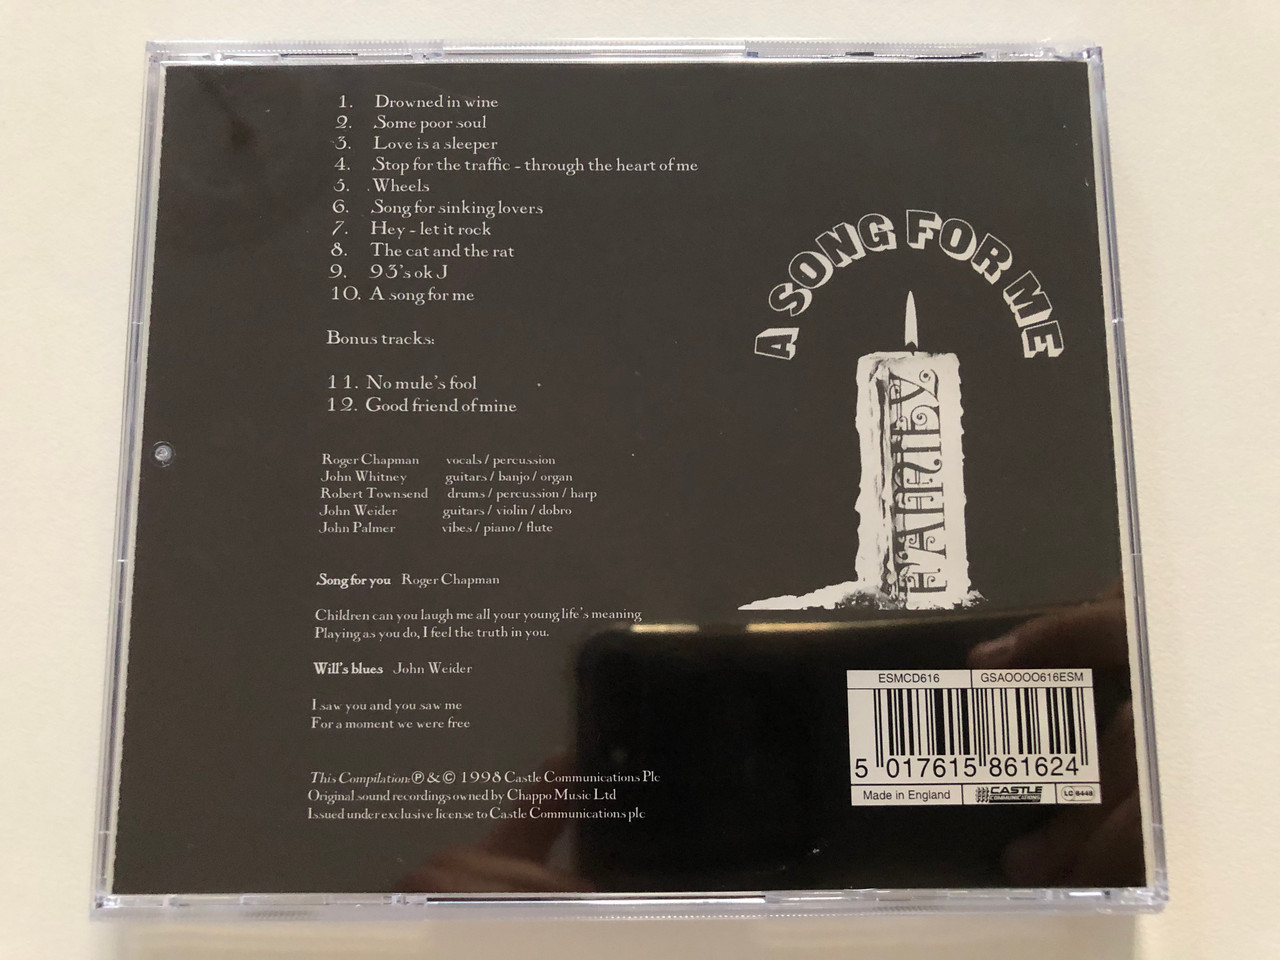 1. Drowned in wine
2. Some poor soul
3. Love is a sleeper
4. Stop for the traffic - through the heart of me
5. Wheels
6. Song for sinking lovers
7. Hey - let it rock
8. The cat and the rat
9. 93's ok J
10. A song for me
Bonus tracks:
11. No mule's fool
12. Good friend of mine
Roger Chapman vocals / percussion
John Whitney guitars / banjo / organ
Robert Townsend drums / percussion / harp
John Weider guitars / violin / dobro
John Palmer vibes / piano / flute
Song for you Roger Chapman
Children can you laugh me all your young life's meaning
Playing as you do, I feel the truth in you.
Will's blues John Weider
I saw you and you saw me
For a moment we were free
This Compilation ℗ & © 1998 Castle Communications Plc
Original sound recordings owned by Chappo Music Ltd
Issued under exclusive license to Castle Communications plc
A SONG FOR ME
FAMILY
ESMCD616 GSAOOOO616ESM
5 017615 861624
Made in England CASTLE COMMUNICATIONS LC 6448